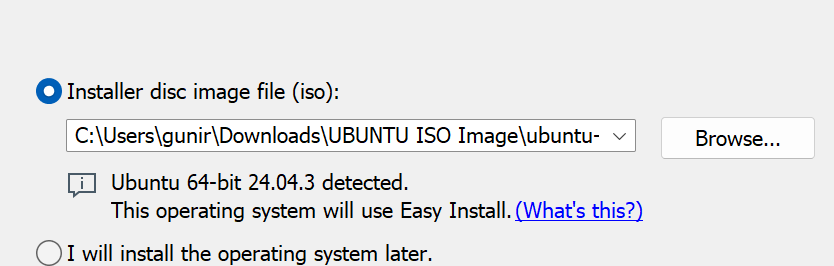 Installer disc image file (iso):
C:\Users\gunir\Downloads\UBUNTU ISO Image\ubuntu-
Browse...
Ubuntu 64-bit 24.04.3 detected.
This operating system will use Easy Install. (What's this?)
I will install the operating system later.